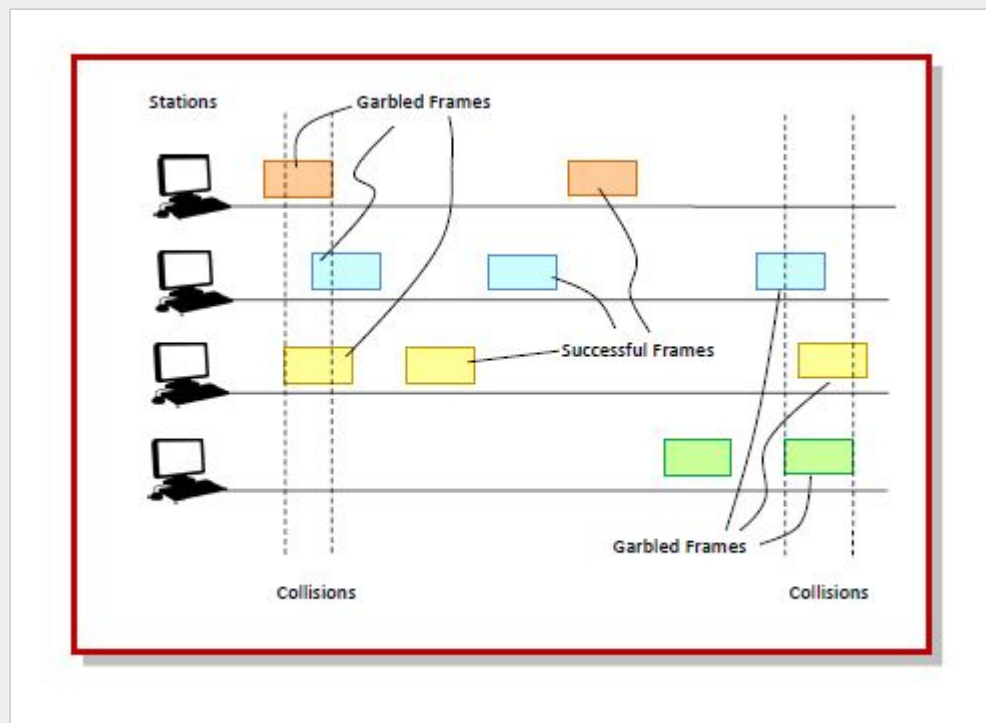 Stations
Garbled Frames
Successful Frames
Garbled Frames
Collisions
Collisions